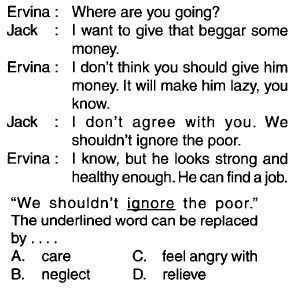 Ervina : Where are you going?
Jack : I want to give that beggar some
money.
Ervina : I don't think you should give him
money. It will make him lazy, you
know.
Jack : I don't agree with you. We
shouldn't ignore the poor.
Ervina : I know, but he looks strong and
healthy enough. He can find a job.
"We shouldn't ignore the poor."
The underlined word can be replaced
by . . . .
A. care C. feel angry with
B. neglect D. relieve